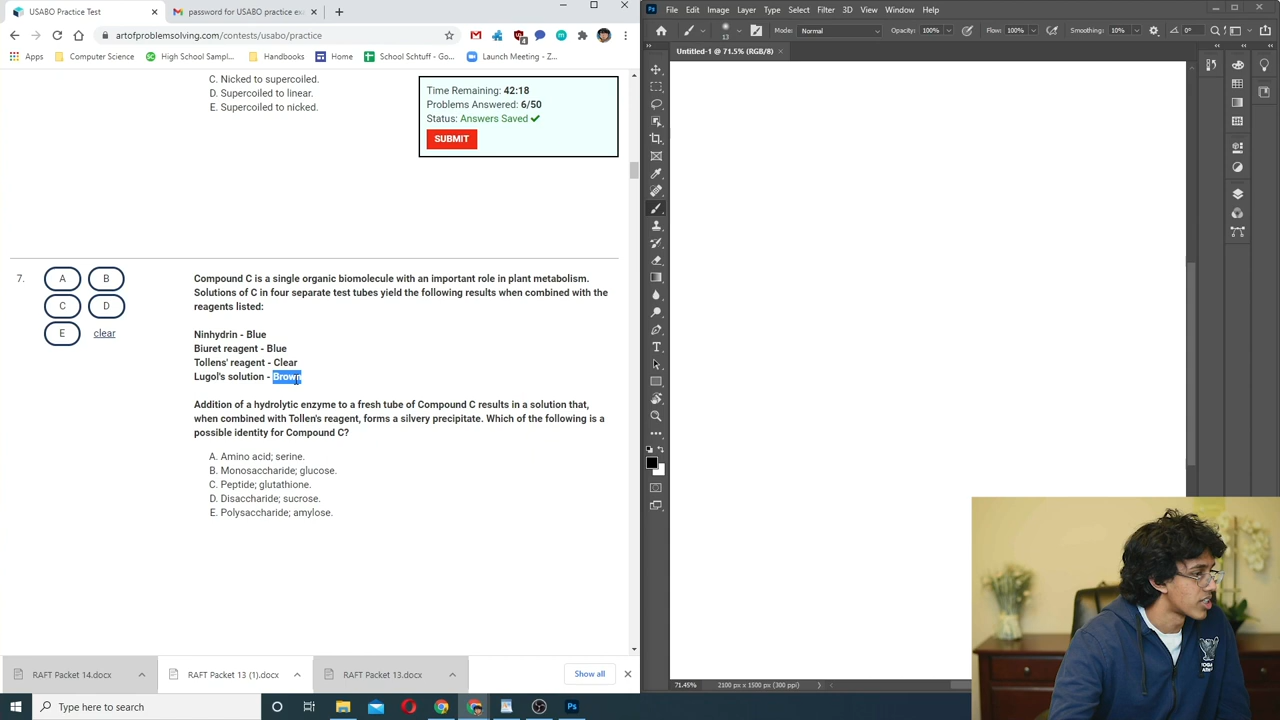 USABO Practice Test
password for USABO practice ex
artofproblemsolving.com/contests/usabo/practice
Apps
Computer Science
High School Sampl...
Handbooks
Home
School Schtuff - Go...
Launch Meeting - Z...
C. Nicked to supercoiled.
D. Supercoiled to linear.
E. Supercoiled to nicked.
Time Remaining: 42:18
Problems Answered: 6/50
Status: Answers Saved
SUBMIT
7.
A
B
C
D
E
clear
Compound C is a single organic biomolecule with an important role in plant metabolism.
Solutions of C in four separate test tubes yield the following results when combined with the
reagents listed:
Ninhydrin - Blue
Biuret reagent - Blue
Tollens' reagent - Clear
Lugol's solution - Brown
Addition of a hydrolytic enzyme to a fresh tube of Compound C results in a solution that,
when combined with Tollen's reagent, forms a silvery precipitate. Which of the following is a
possible identity for Compound C?
A. Amino acid; serine.
B. Monosaccharide; glucose.
C. Peptide; glutathione.
D. Disaccharide; sucrose.
E. Polysaccharide; amylose.
RAFT Packet 14.docx
RAFT Packet 13 (1).docx
RAFT Packet 13.docx
Show all
Type here to search
Ps
Ps
File
Edit
Image
Layer
Type
Select
Filter
3D
View
Window
Help
13
Mode:
Normal
Opacity:
100%
Flow:
100%
Smoothing:
10%
0°
Untitled-1 @ 71.5% (RGB/8)
71.45%
2100 px x 1500 px (300 ppi)